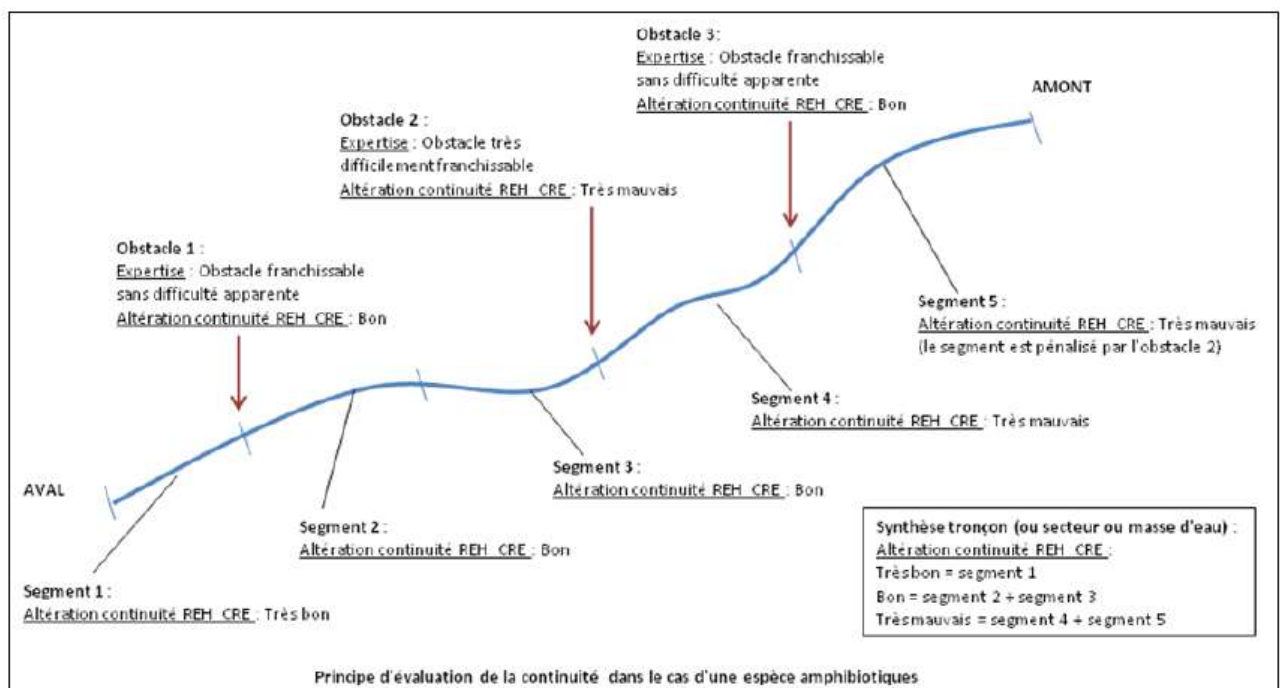 Obstacle 3 :
Expertise : Obstacle franchissable
sans difficulté apparente
Altération continuité REH_CRE : Bon
AMONT
Obstacle 2 :
Expertise : Obstacle très
difficilement franchissable
Altération continuité REH_CRE : Très mauvais
Obstacle 1 :
Expertise : Obstacle franchissable
sans difficulté apparente
Altération continuité REH_CRE : Bon
Segment 5 :
Altération continuité REH_CRE : Très mauvais
(le segment est pénalisé par l'obstacle 2)
Segment 4 :
Altération continuité REH_CRE : Très mauvais
Segment 3 :
Altération continuité REH_CRE : Bon
AVAL
Segment 2 :
Altération continuité REH_CRE : Bon
Segment 1 :
Altération continuité REH_CRE : Très bon
Synthèse tronçon (ou secteur ou masse d'eau) :
Altération continuité REH_CRE :
Très bon = segment 1
Bon = segment 2 + segment 3
Très mauvais = segment 4 + segment 5
Principe d'évaluation de la continuité dans le cas d'une espèce amphibiotiques